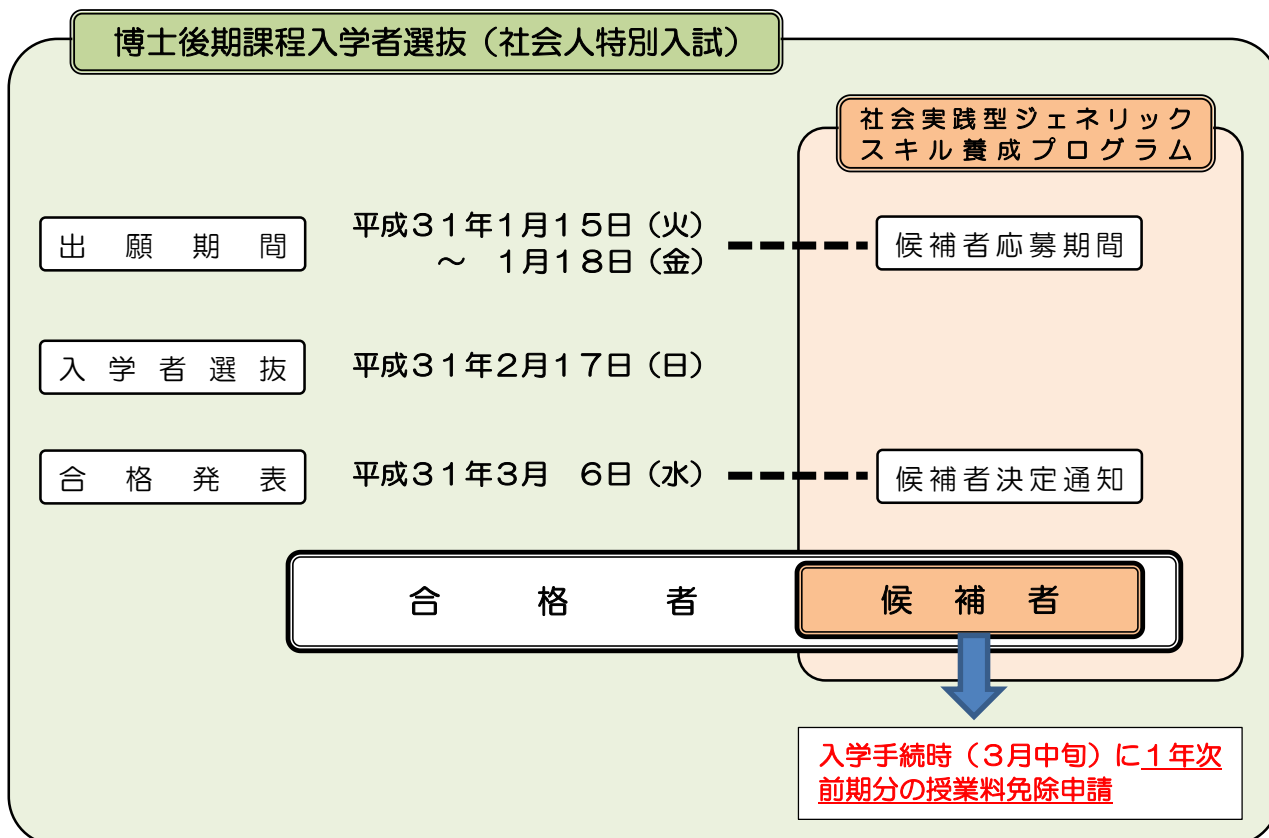 博士後期課程入学者選抜（社会人特別入試）
社会実践型ジェネリック
スキル養成プログラム
出願期間
平成３１年１月１５日（火）
～　１月１８日（金）
候補者応募期間
入学者選抜
平成３１年２月１７日（日）
合格発表
平成３１年３月　６日（水）
候補者決定通知
合格者
候補者
入学手続時（３月中旬）に１年次
前期分の授業料免除申請